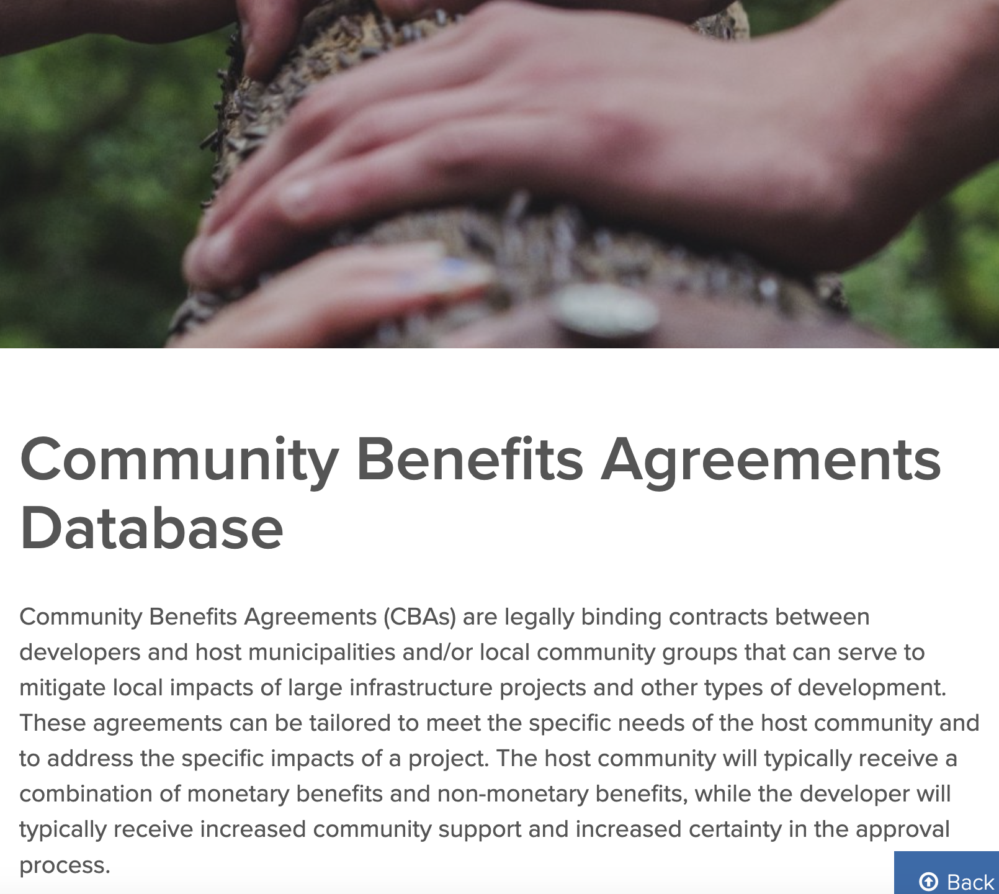 Community Benefits Agreements
Database
Community Benefits Agreements (CBAs) are legally binding contracts between
developers and host municipalities and/or local community groups that can serve to
mitigate local impacts of large infrastructure projects and other types of development.
These agreements can be tailored to meet the specific needs of the host community and
to address the specific impacts of a project. The host community will typically receive a
combination of monetary benefits and non-monetary benefits, while the developer will
typically receive increased community support and increased certainty in the approval
process.
Back